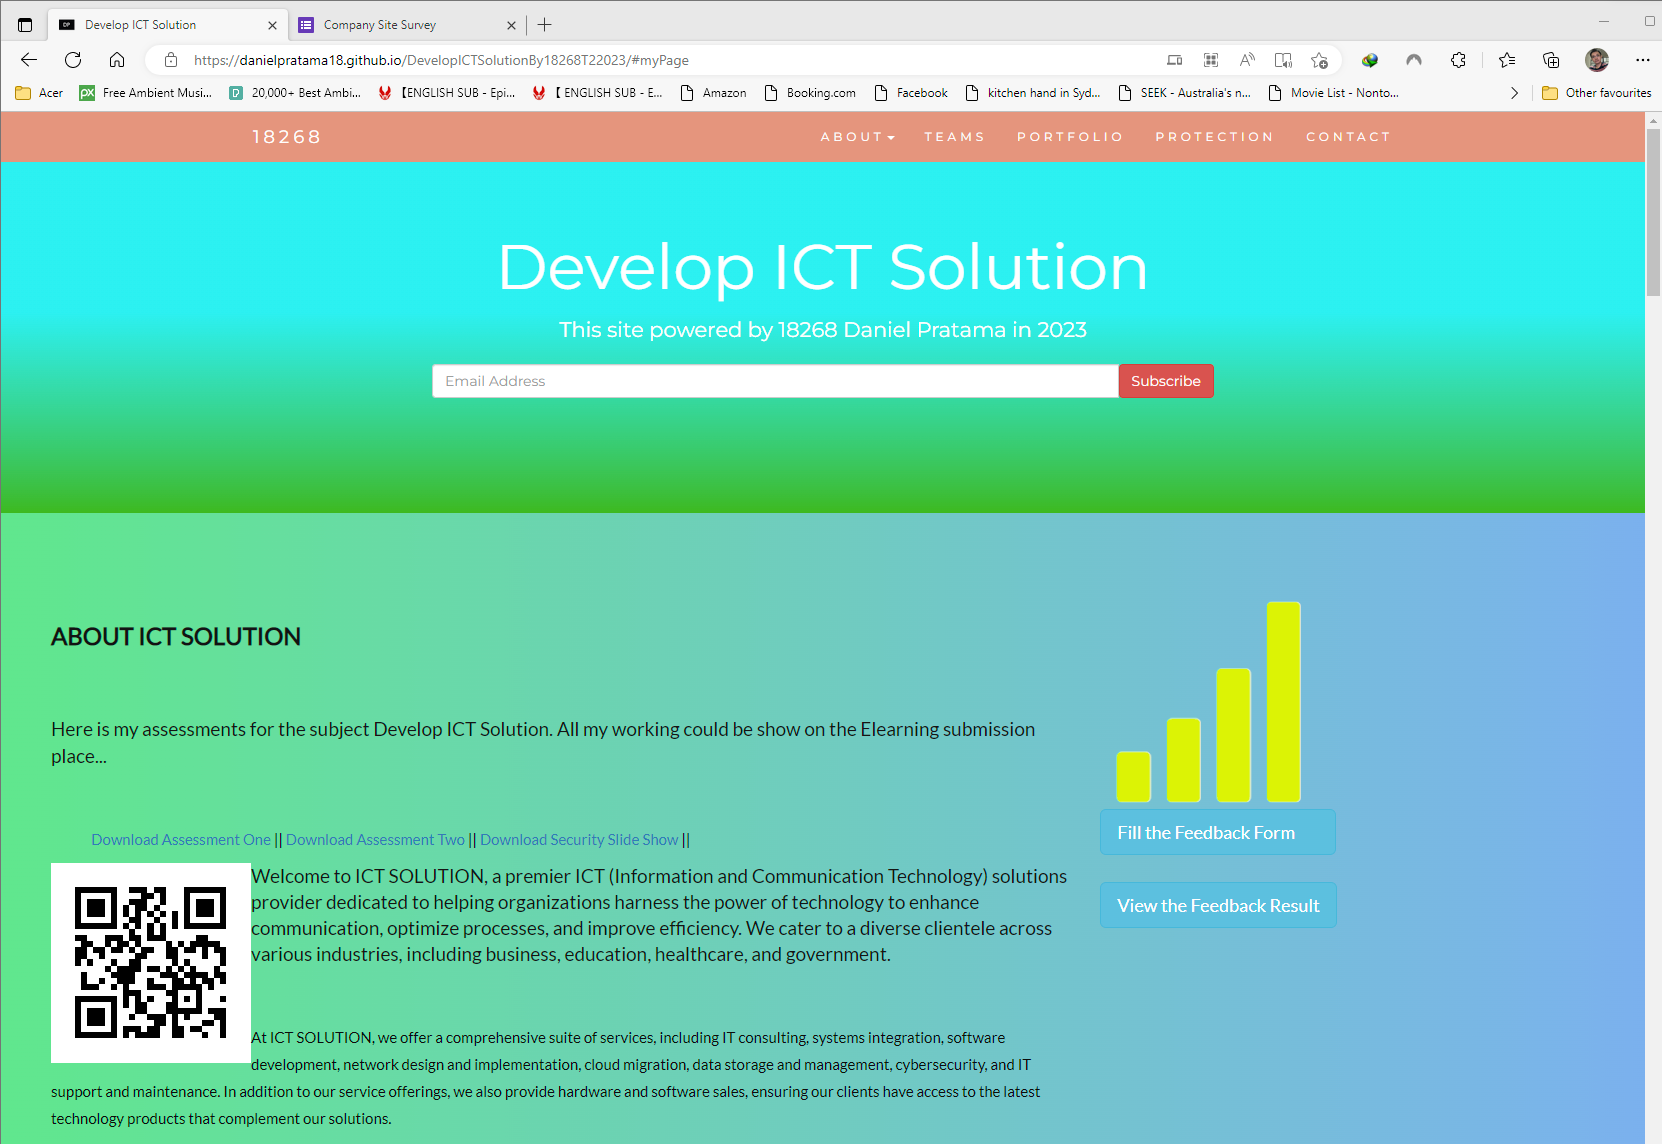 Develop ICT Solution
Company Site Survey
https://danielpratama18.github.io/DevelopICTSolutionBy18268T22023/#myPage
Acer
Free Ambient Musi...
20,000+ Best Ambi...
【ENGLISH SUB - Epi...
【 ENGLISH SUB - E...
Amazon
Booking.com
Facebook
kitchen hand in Syd...
SEEK - Australia's n...
Movie List - Nonto...
Other favourites
18268
ABOUT
TEAMS
PORTFOLIO
PROTECTION
CONTACT
Develop ICT Solution
This site powered by 18268 Daniel Pratama in 2023
Email Address
Subscribe
ABOUT ICT SOLUTION
Here is my assessments for the subject Develop ICT Solution. All my working could be show on the Elearning submission
place...
Download Assessment One || Download Assessment Two || Download Security Slide Show ||
Welcome to ICT SOLUTION, a premier ICT (Information and Communication Technology) solutions
provider dedicated to helping organizations harness the power of technology to enhance
communication, optimize processes, and improve efficiency. We cater to a diverse clientele across
various industries, including business, education, healthcare, and government.
At ICT SOLUTION, we offer a comprehensive suite of services, including IT consulting, systems integration, software
development, network design and implementation, cloud migration, data storage and management, cybersecurity, and IT
support and maintenance. In addition to our service offerings, we also provide hardware and software sales, ensuring our clients have access to the latest
technology products that complement our solutions.
Fill the Feedback Form
View the Feedback Result